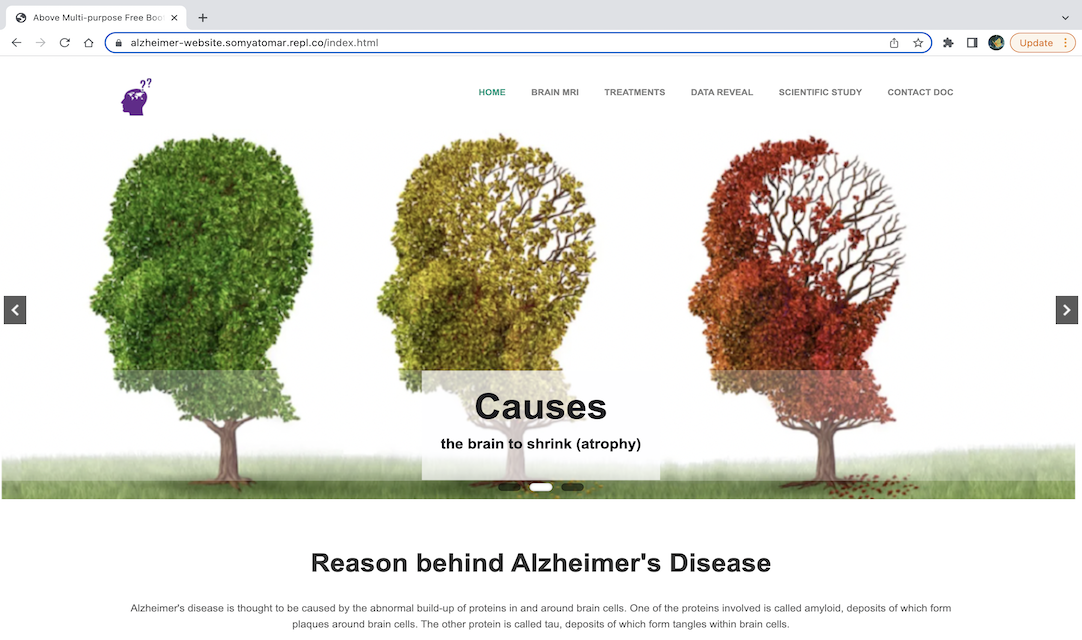 Above Multi-purpose Free Boo
alzheimer-website.somyatomar.repl.co/index.html
Update
??
HOME BRAIN MRI TREATMENTS DATA REVEAL SCIENTIFIC STUDY CONTACT DOC
Causes
the brain to shrink (atrophy)
Reason behind Alzheimer's Disease
Alzheimer's disease is thought to be caused by the abnormal build-up of proteins in and around brain cells. One of the proteins involved is called amyloid, deposits of which form
plaques around brain cells. The other protein is called tau, deposits of which form tangles within brain cells.